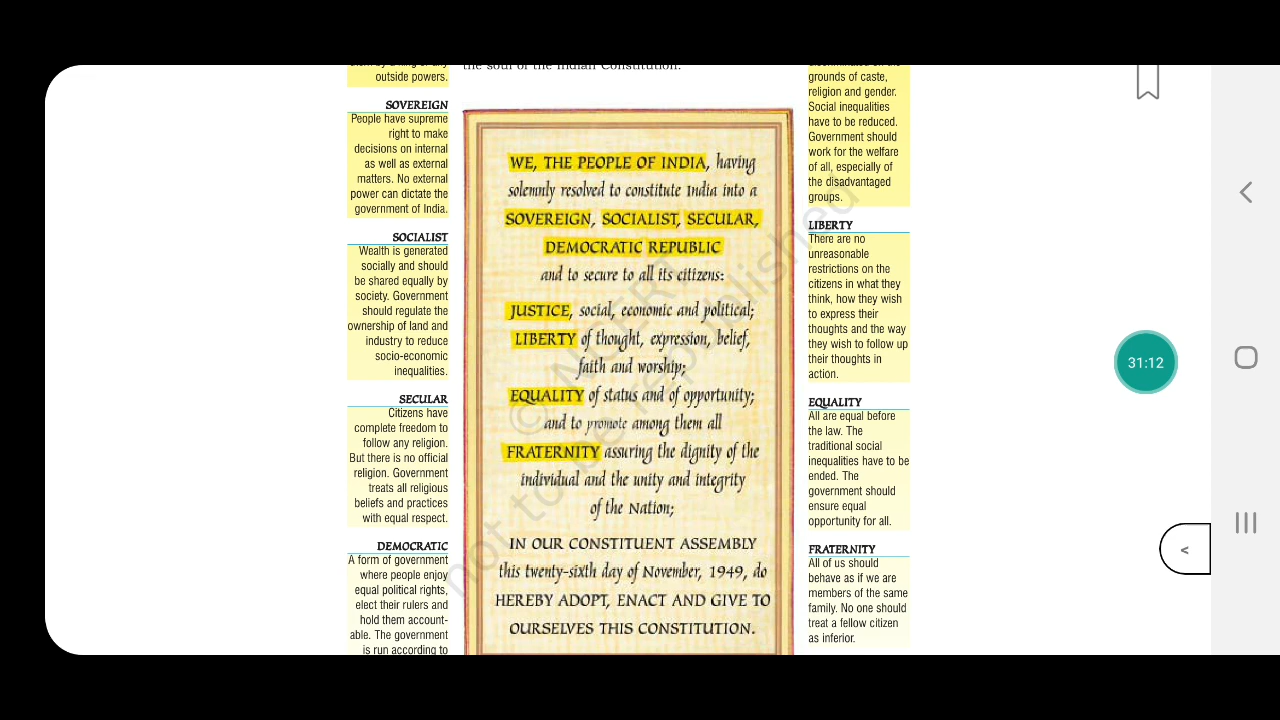 outside powers.
SOVEREIGN
People have supreme
right to make
decisions on internal
as well as external
matters. No external
power can dictate the
government of India.
SOCIALIST
Wealth is generated
socially and should
be shared equally by
society. Government
should regulate the
ownership of land and
industry to reduce
socio-economic
inequalities.
SECULAR
Citizens have
complete freedom to
follow any religion.
But there is no official
religion. Government
treats all religious
beliefs and practices
with equal respect.
DEMOCRATIC
A form of government
where people enjoy
equal political rights,
elect their rulers and
hold them account-
able. The government
is run according to
the soul of the Indian Constitution.
WE, THE PEOPLE OF INDIA, having
solemnly resolved to constitute India into a
SOVEREIGN, SOCIALIST, SECULAR,
DEMOCRATIC REPUBLIC
and to secure to all its citizens:
JUSTICE, social, economic and political;
LIBERTY of thought, expression, belief,
faith and worship;
EQUALITY of status and of opportunity;
and to promote among them all
FRATERNITY assuring the dignity of the
individual and the unity and integrity
of the Nation;
IN OUR CONSTITUENT ASSEMBLY
this twenty-sixth day of November, 1949, do
HEREBY ADOPT, ENACT AND GIVE TO
OURSELVES THIS CONSTITUTION.
© NCERT
not to be republished
grounds of caste,
religion and gender.
Social inequalities
have to be reduced.
Government should
work for the welfare
of all, especially of
the disadvantaged
groups.
LIBERTY
There are no
unreasonable
restrictions on the
citizens in what they
think, how they wish
to express their
thoughts and the way
they wish to follow up
their thoughts in
action.
EQUALITY
All are equal before
the law. The
traditional social
inequalities have to be
ended. The
government should
ensure equal
opportunity for all.
FRATERNITY
All of us should
behave as if we are
members of the same
family. No one should
treat a fellow citizen
as inferior.
31:12
<